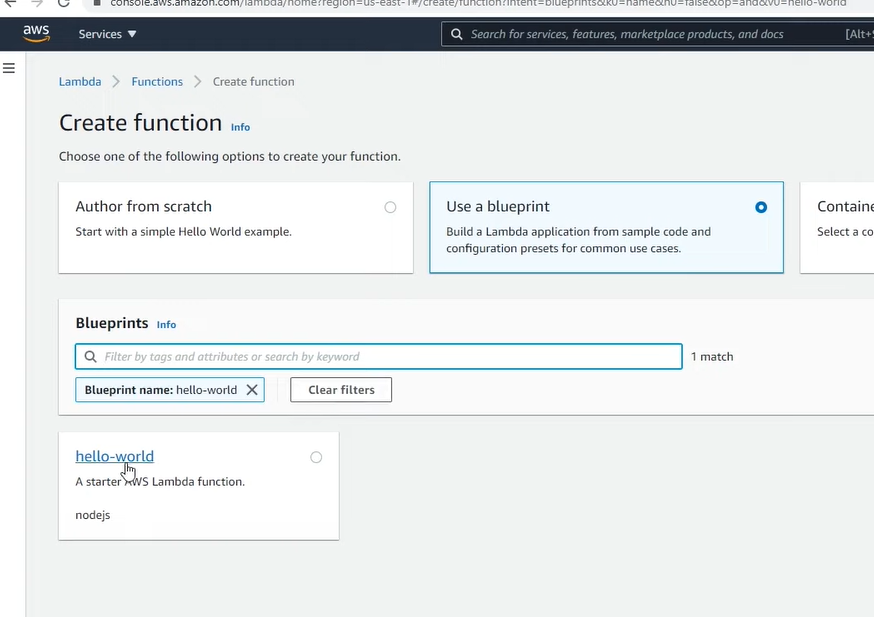 console.aws.amazon.com/lambda/home?region=us-east-1#/create/function?intent=blueprints&k0=name&n0=false&op=and&v0=hello-world
aws
Services ▼
Search for services, features, marketplace products, and docs
[Alt+S
Lambda > Functions > Create function
Create function Info
Choose one of the following options to create your function.
Author from scratch
Start with a simple Hello World example.
Use a blueprint
Build a Lambda application from sample code and
configuration presets for common use cases.
Containe
Select a co
Blueprints Info
Filter by tags and attributes or search by keyword
1 match
Blueprint name: hello-world
Clear filters
hello-world
A starter AWS Lambda function.
nodejs